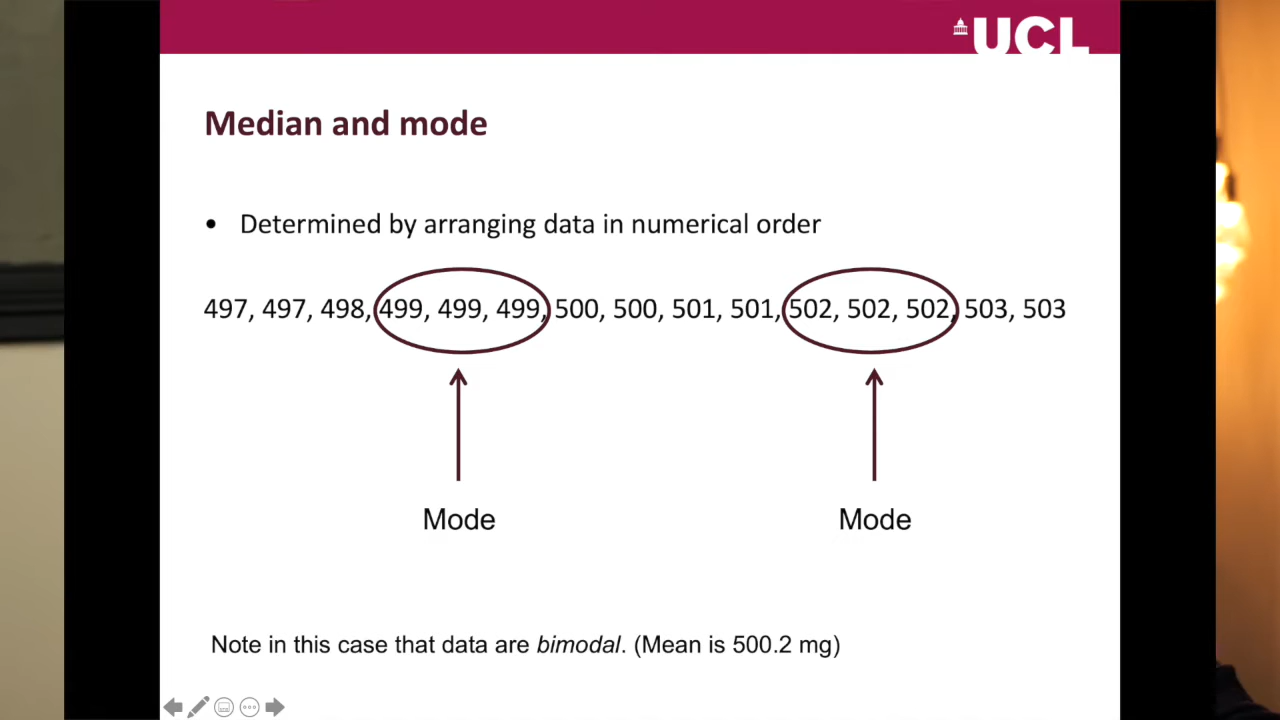 UCL
Median and mode
• Determined by arranging data in numerical order
497, 497, 498, 499, 499, 499, 500, 500, 501, 501, 502, 502, 502, 503, 503
Mode
Mode
Note in this case that data are bimodal. (Mean is 500.2 mg)